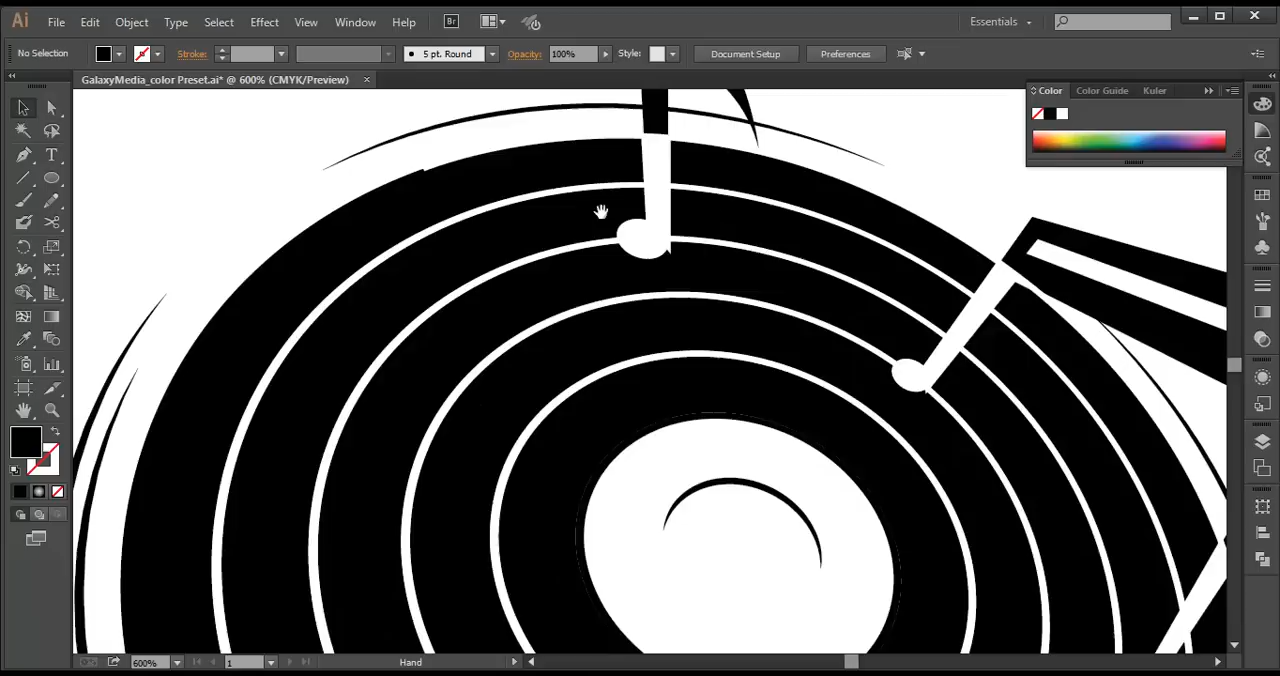 Ai File Edit Object Type Select Effect View Window Help Br Essentials
No Selection Stroke: 5 pt. Round Opacity: 100% Style: Document Setup Preferences
GalaxyMedia_color Preset.ai* @ 600% (CMYK/Preview)
Color Color Guide Kuler
600% 1 Hand